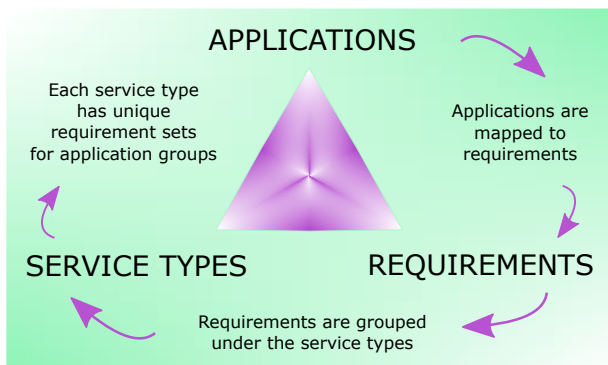 APPLICATIONS
Each service type
has unique
requirement sets
for application groups
Applications are
mapped to
requirements
SERVICE TYPES
REQUIREMENTS
Requirements are grouped
under the service types